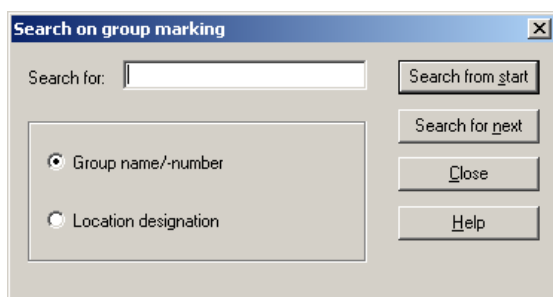 Search on group marking
Search for:
Search from start
Search for next
Group name/-number
Close
Location designation
Help